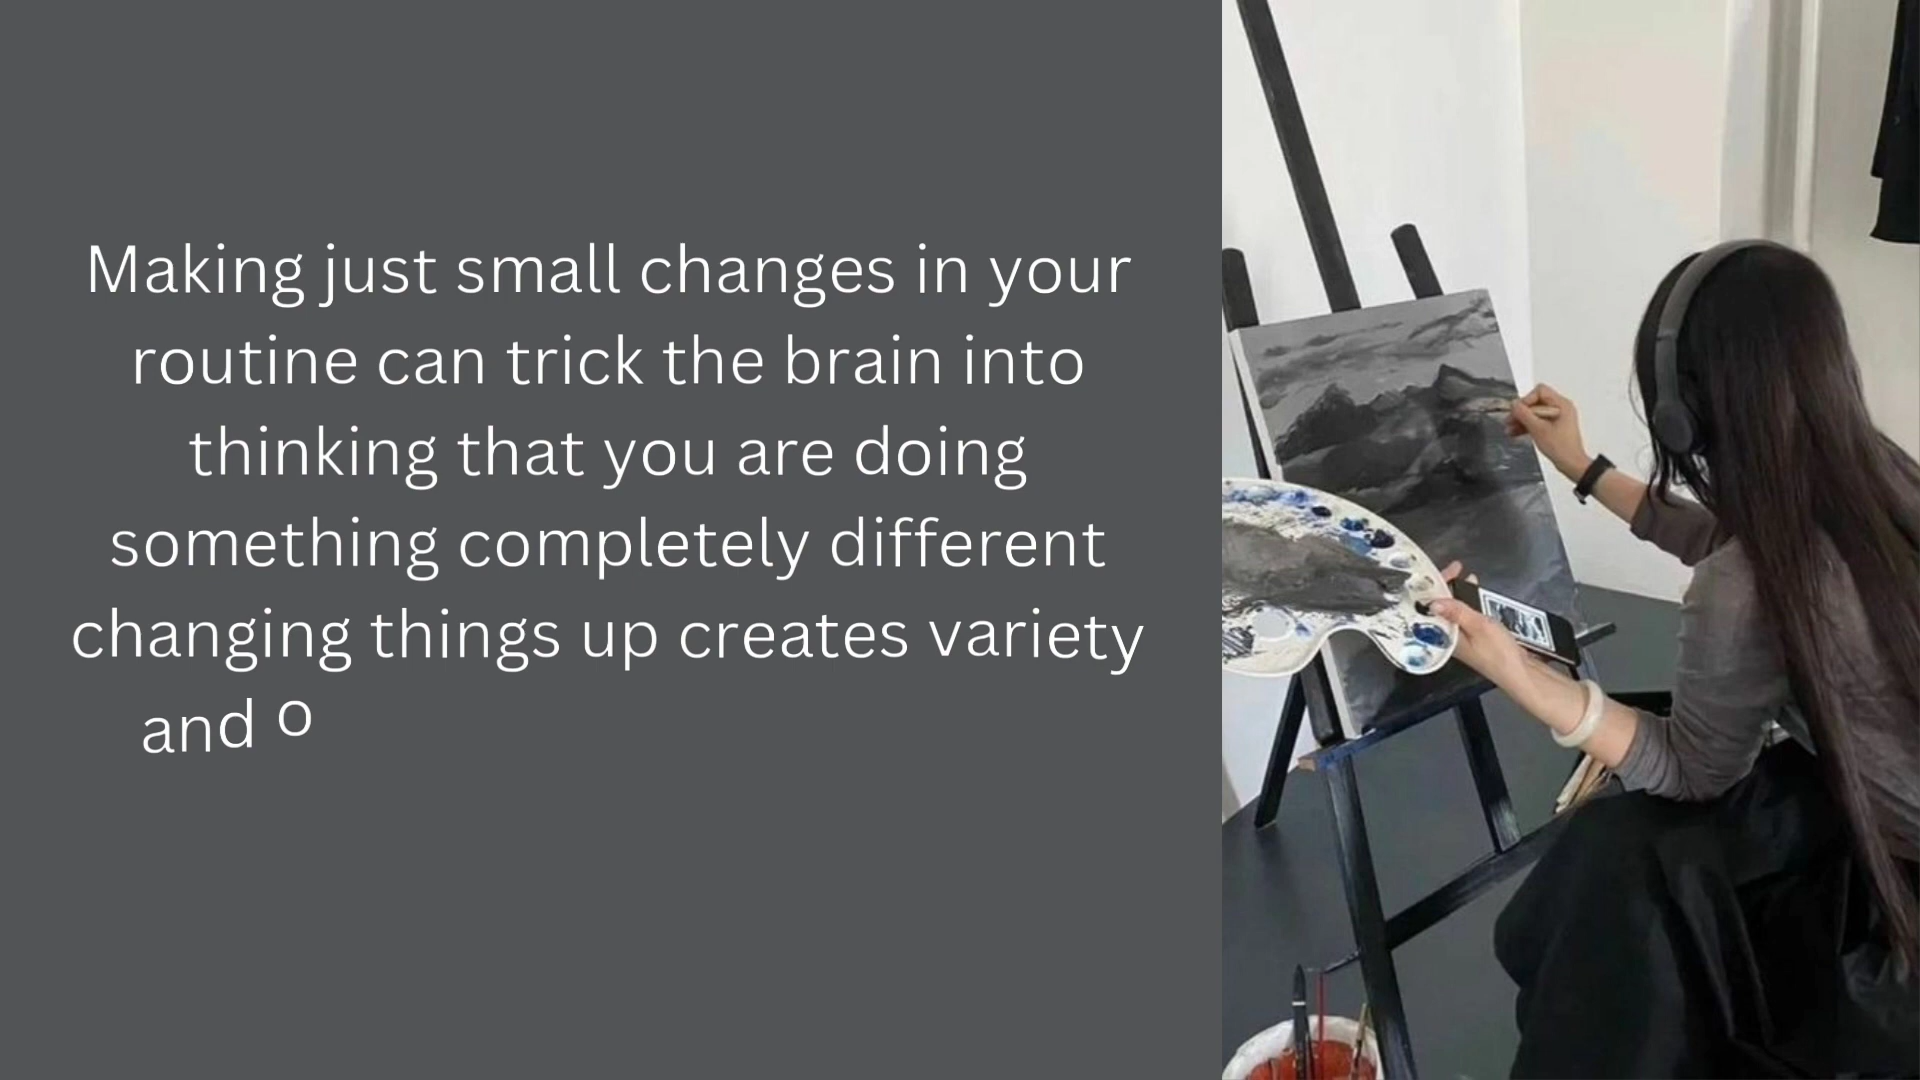 Making just small changes in your
routine can trick the brain into
thinking that you are doing
something completely different
changing things up creates variety
and o